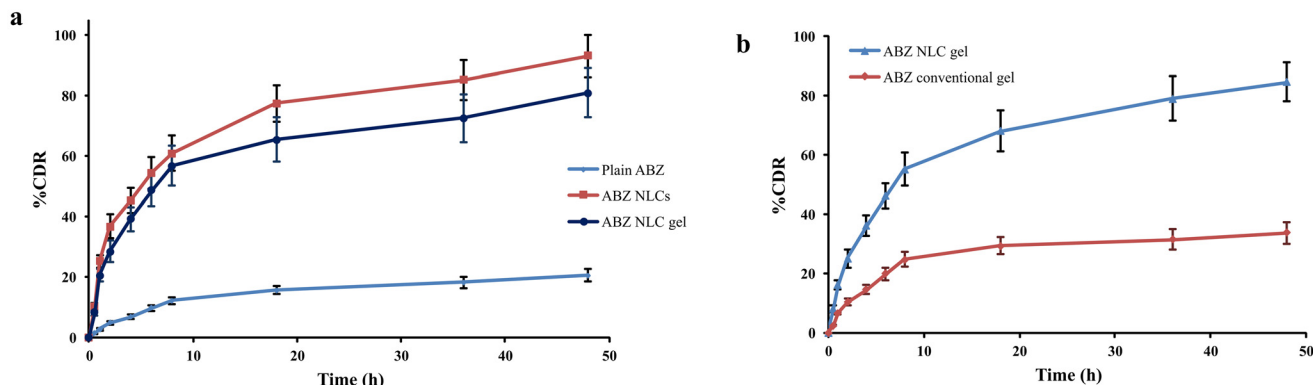 a
100
80
60
40
20
0
%CDR
0 10 20 30 40 50
Time (h)
Plain ABZ
ABZ NLCs
ABZ NLC gel
b
100
80
60
40
20
0
%CDR
0 10 20 30 40 50
Time (h)
ABZ NLC gel
ABZ conventional gel